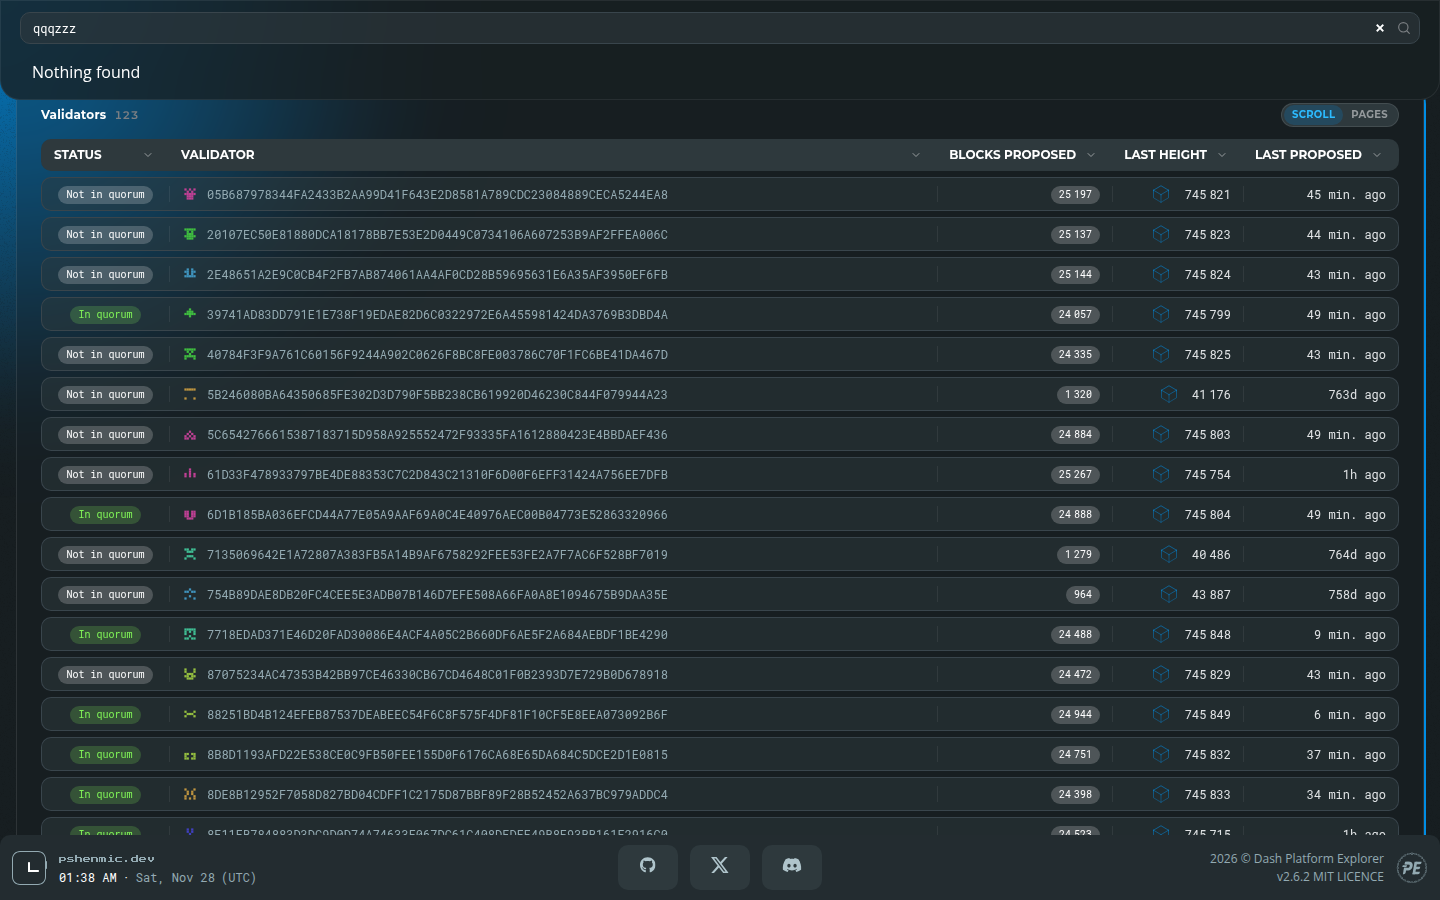 qqqzzz
Nothing found
Validators 123
SCROLL PAGES
STATUS VALIDATOR BLOCKS PROPOSED LAST HEIGHT LAST PROPOSED
Not in quorum 05B687978344FA2433B2AA99D41F643E2D8581A789CDC23084889CECA5244EA8 25 197 745 821 45 min. ago
Not in quorum 20107EC50E81880DCA18178BB7E53E2D0449C0734106A607253B9AF2FFEA006C 25 137 745 823 44 min. ago
Not in quorum 2E48651A2E9C0CB4F2FB7AB874061AA4AF0CD28B59695631E6A35AF3950EF6FB 25 144 745 824 43 min. ago
In quorum 39741AD83DD791E1E738F19EDAE82D6C0322972E6A455981424DA3769B3DBD4A 24 057 745 799 49 min. ago
Not in quorum 40784F3F9A761C60156F9244A902C0626F8BC8FE003786C70F1FC6BE41DA467D 24 335 745 825 43 min. ago
Not in quorum 5B246080BA64350685FE302D3D790F5BB238CB619920D46230C844F079944A23 1 320 41 176 763d ago
Not in quorum 5C6542766615387183715D958A925552472F93335FA1612880423E4BBDAEF436 24 884 745 803 49 min. ago
Not in quorum 61D33F478933797BE4DE88353C7C2D843C21310F6D00F6EFF31424A756EE7DFB 25 267 745 754 1h ago
In quorum 6D1B185BA036EFCD44A77E05A9AAF69A0C4E40976AEC00B04773E52863320966 24 888 745 804 49 min. ago
Not in quorum 7135069642E1A72807A383FB5A14B9AF6758292FEE53FE2A7F7AC6F528BF7019 1 279 40 486 764d ago
Not in quorum 754B89DAE8DB20FC4CEE5E3ADB07B146D7EFE508A66FA0A8E1094675B9DAA35E 964 43 887 758d ago
In quorum 7718EDAD371E46D20FAD30086E4ACF4A05C2B660DF6AE5F2A684AEBDF1BE4290 24 488 745 848 9 min. ago
Not in quorum 87075234AC47353B42BB97CE46330CB67CD4648C01F0B2393D7E729B0D678918 24 472 745 829 43 min. ago
In quorum 88251BD4B124EFEB87537DEABEEC54F6C8F575F4DF81F10CF5E8EEA073092B6F 24 944 745 849 6 min. ago
In quorum 8B8D1193AFD22E538CE0C9FB50FEE155D0F6176CA68E65DA684C5DCE2D1E0815 24 751 745 832 37 min. ago
In quorum 8DE8B12952F7058D827BD04CDFF1C2175D87BBF89F28B52452A637BC979ADDC4 24 398 745 833 34 min. ago
In quorum 24 523 745 715 1h ago
pshenmic.dev
01:38 AM · Sat, Nov 28 (UTC)
2026 © Dash Platform Explorer
v2.6.2 MIT LICENCE
PE